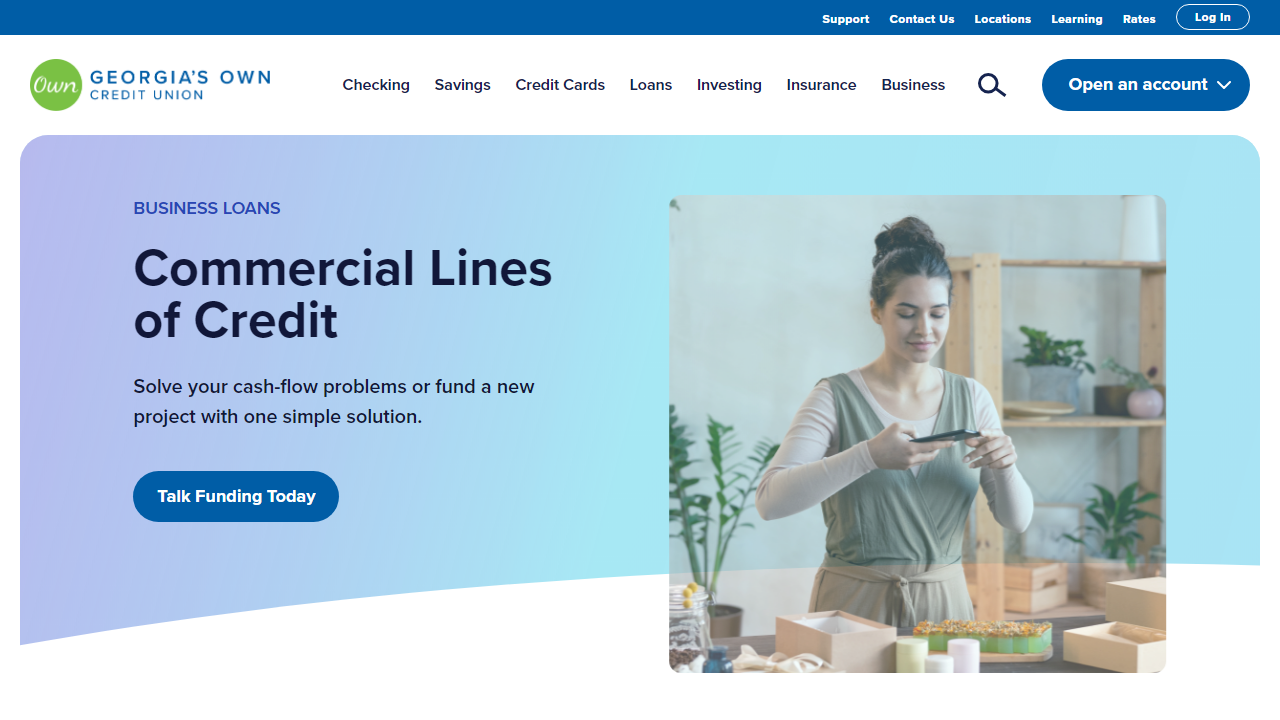 Support Contact Us Locations Learning Rates Log In
Own GEORGIA'S OWN
CREDIT UNION
Checking Savings Credit Cards Loans Investing Insurance Business Open an account
BUSINESS LOANS
Commercial Lines
of Credit
Solve your cash-flow problems or fund a new
project with one simple solution.
Talk Funding Today